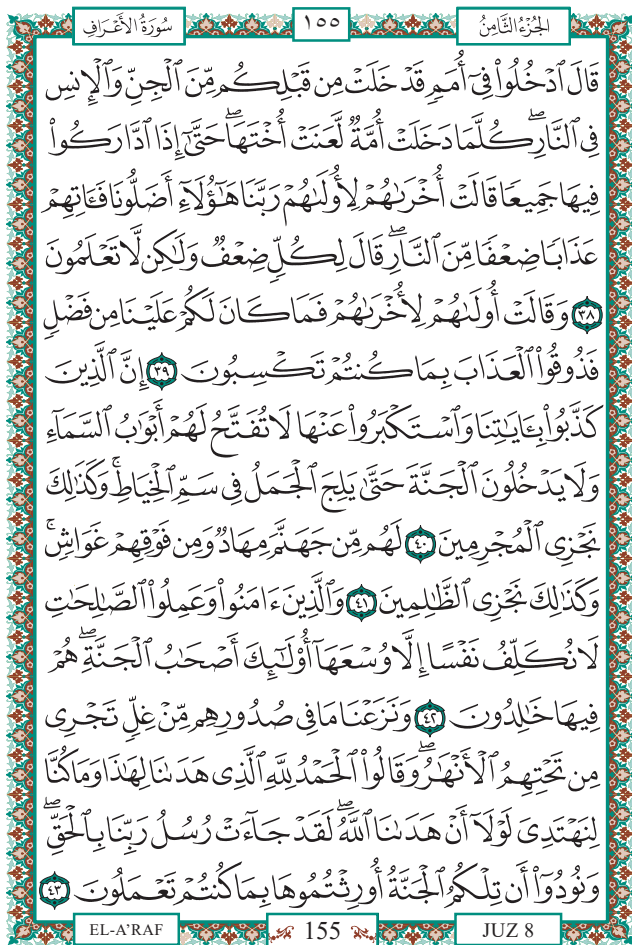 سُورَةُ الأَعْرَافِ ١٥٥ الجُزْءُ الثَّامِنُ
قَالَ ٱدْخُلُوا۟ فِىٓ أُمَمٍ قَدْ خَلَتْ مِن قَبْلِكُم مِّنَ ٱلْجِنِّ وَٱلْإِنسِ
فِى ٱلنَّارِۖ كُلَّمَا دَخَلَتْ أُمَّةٌ لَّعَنَتْ أُخْتَهَاۖ حَتَّىٰٓ إِذَا ٱدَّارَكُوا۟
فِيهَا جَمِيعًا قَالَتْ أُخْرَىٰهُمْ لِأُولَىٰهُمْ رَبَّنَا هَٰٓؤُلَآءِ أَضَلُّونَا فَـَٔاتِهِمْ
عَذَابًا ضِعْفًا مِّنَ ٱلنَّارِۖ قَالَ لِكُلٍّ ضِعْفٌ وَلَٰكِن لَّا تَعْلَمُونَ
٣٨ وَقَالَتْ أُولَىٰهُمْ لِأُخْرَىٰهُمْ فَمَا كَانَ لَكُمْ عَلَيْنَا مِن فَضْلٍ
فَذُوقُوا۟ ٱلْعَذَابَ بِمَا كُنتُمْ تَكْسِبُونَ ٣٩ إِنَّ ٱلَّذِينَ
كَذَّبُوا۟ بِـَٔايَٰتِنَا وَٱسْتَكْبَرُوا۟ عَنْهَا لَا تُفَتَّحُ لَهُمْ أَبْوَٰبُ ٱلسَّمَآءِ
وَلَا يَدْخُلُونَ ٱلْجَنَّةَ حَتَّىٰ يَلِجَ ٱلْجَمَلُ فِى سَمِّ ٱلْخِيَاطِۚ وَكَذَٰلِكَ
نَجْزِى ٱلْمُجْرِمِينَ ٤٠ لَهُم مِّن جَهَنَّمَ مِهَادٌ وَمِن فَوْقِهِمْ غَوَاشٍۚ
وَكَذَٰلِكَ نَجْزِى ٱلظَّٰلِمِينَ ٤١ وَٱلَّذِينَ ءَامَنُوا۟ وَعَمِلُوا۟ ٱلصَّٰلِحَٰتِ
لَا نُكَلِّفُ نَفْسًا إِلَّا وُسْعَهَآ أُو۟لَٰٓئِكَ أَصْحَٰبُ ٱلْجَنَّةِۖ هُمْ
فِيهَا خَٰلِدُونَ ٤٢ وَنَزَعْنَا مَا فِى صُدُورِهِم مِّنْ غِلٍّ تَجْرِى
مِن تَحْتِهِمُ ٱلْأَنْهَٰرُۖ وَقَالُوا۟ ٱلْحَمْدُ لِلَّهِ ٱلَّذِى هَدَىٰنَا لِهَٰذَا وَمَا كُنَّا
لِنَهْتَدِىَ لَوْلَآ أَنْ هَدَىٰنَا ٱللَّهُۖ لَقَدْ جَآءَتْ رُسُلُ رَبِّنَا بِٱلْحَقِّۖ
وَنُودُوٓا۟ أَن تِلْكُمُ ٱلْجَنَّةُ أُورِثْتُمُوهَا بِمَا كُنتُمْ تَعْمَلُونَ ٤٣
EL-A'RAF 155 JUZ 8